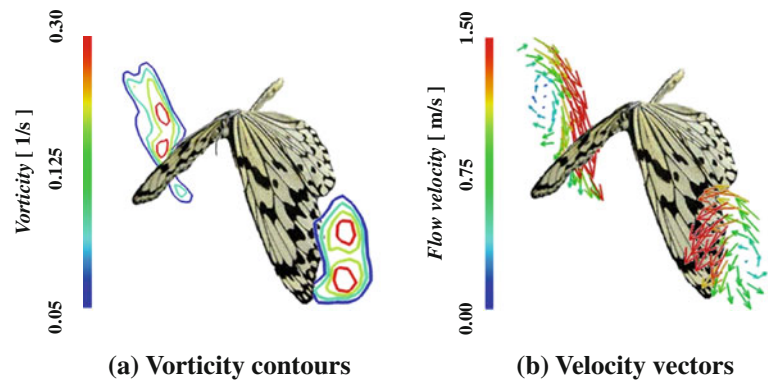 0.30
0.125
0.05
Vorticity [ 1/s ]
(a) Vorticity contours
1.50
0.75
0.00
Flow velocity [ m/s ]
(b) Velocity vectors